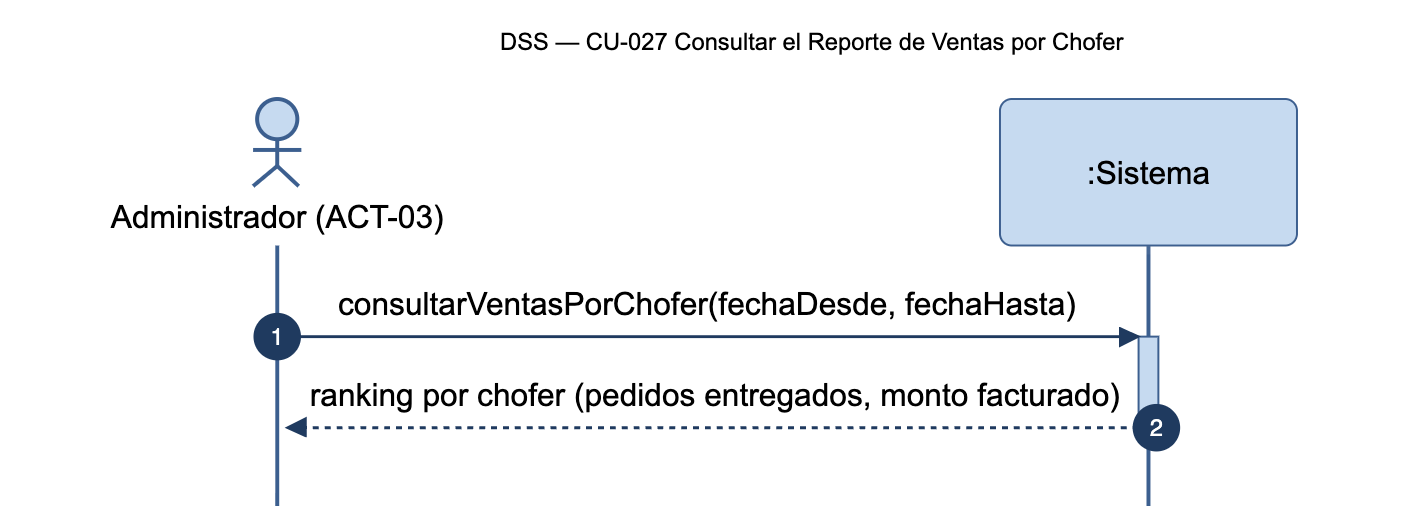 DSS — CU-027 Consultar el Reporte de Ventas por Chofer
:Sistema
Administrador (ACT-03)
consultarVentasPorChofer(fechaDesde, fechaHasta)
1
ranking por chofer (pedidos entregados, monto facturado)
2